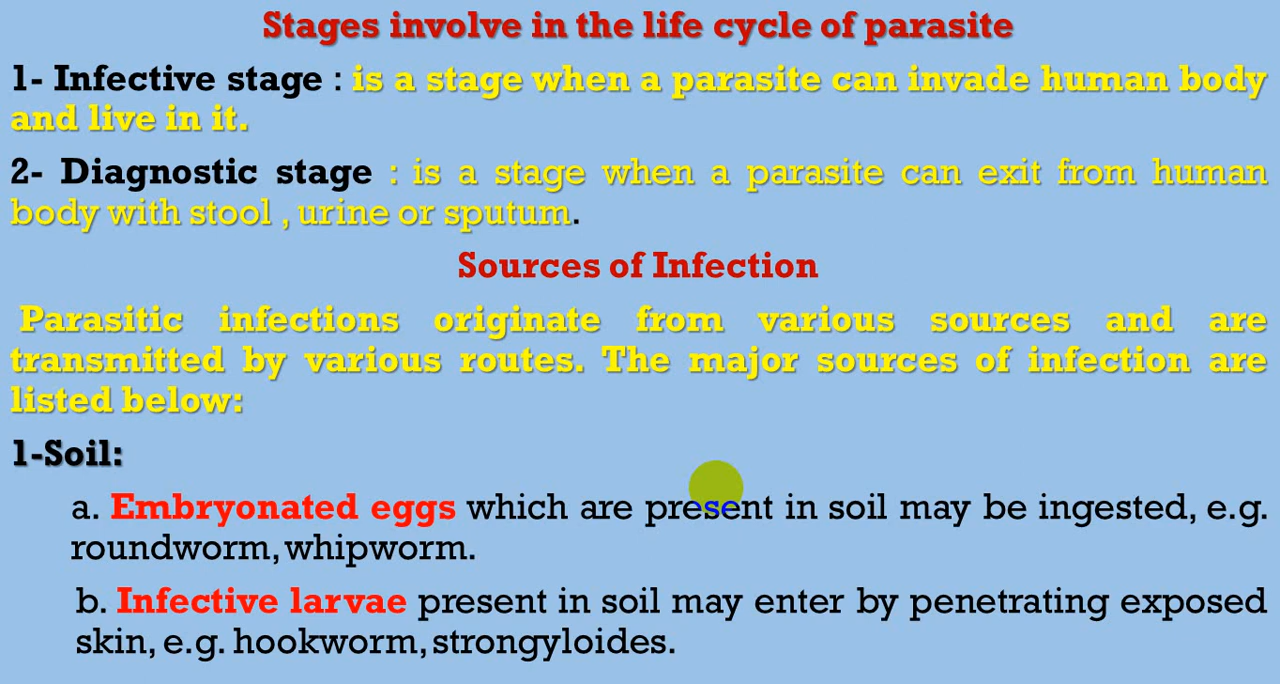 Stages involve in the life cycle of parasite
1- Infective stage : is a stage when a parasite can invade human body
and live in it.
2- Diagnostic stage : is a stage when a parasite can exit from human
body with stool , urine or sputum.
Sources of Infection
Parasitic infections originate from various sources and are
transmitted by various routes. The major sources of infection are
listed below:
1-Soil:
a. Embryonated eggs which are present in soil may be ingested, e.g.
roundworm, whipworm.
b. Infective larvae present in soil may enter by penetrating exposed
skin, e.g. hookworm, strongyloides.